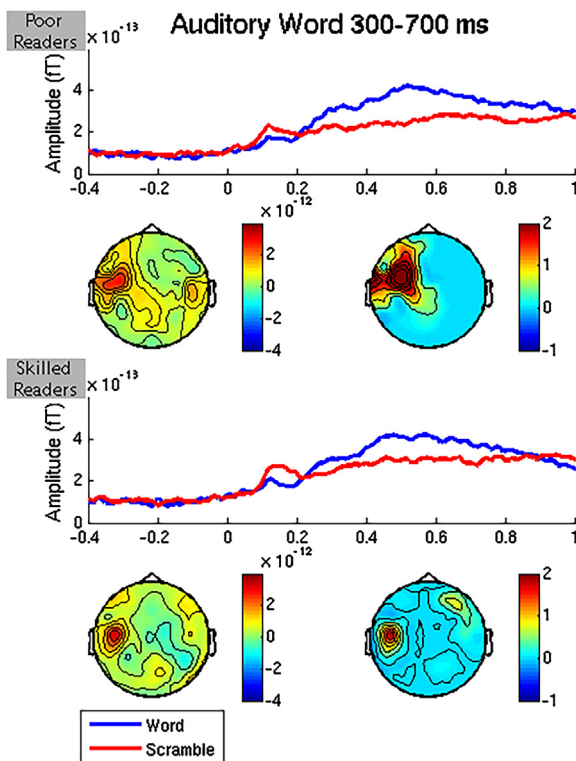 Poor Readers
× 10⁻¹³
Auditory Word 300-700 ms
Amplitude (fT)
4
2
0
-0.4 -0.2 0 0.2 0.4 0.6 0.8 1
× 10⁻¹²
2
0
-2
-4
2
1
0
-1
Skilled Readers
× 10⁻¹³
Amplitude (fT)
4
2
0
-0.4 -0.2 0 0.2 0.4 0.6 0.8 1
× 10⁻¹²
2
0
-2
-4
2
1
0
-1
Word
Scramble